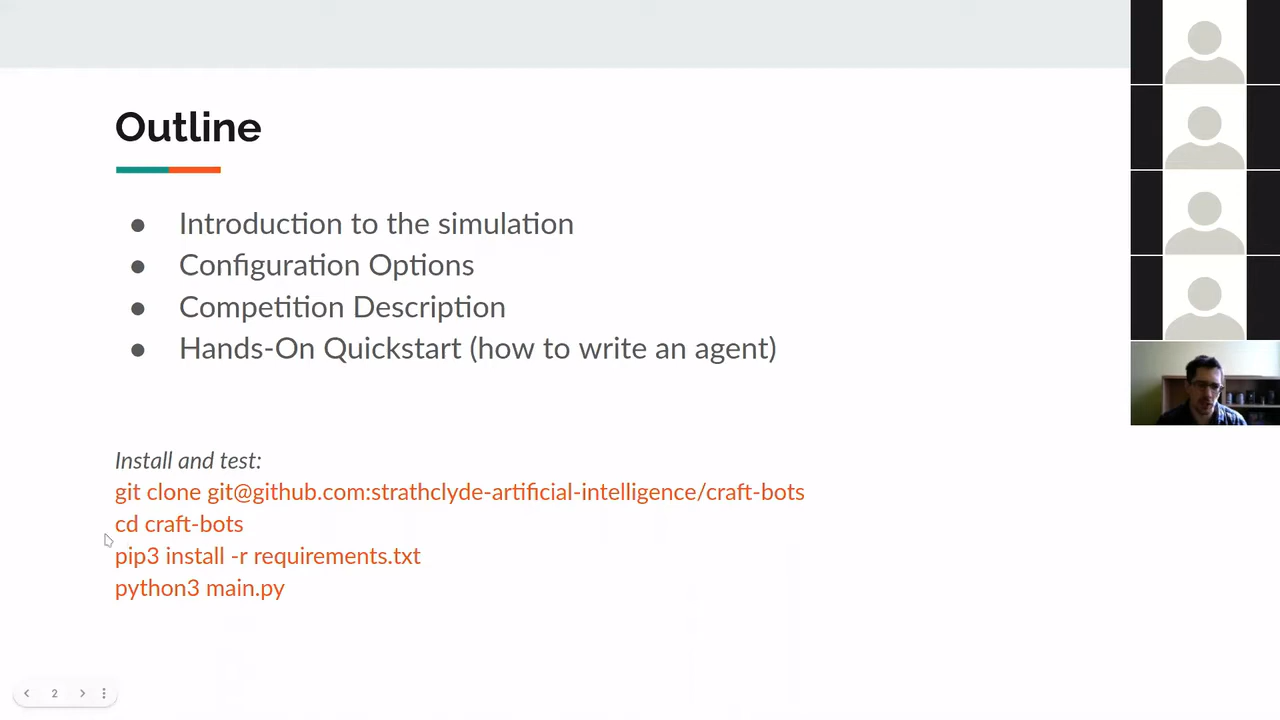 Outline
● Introduction to the simulation
● Configuration Options
● Competition Description
● Hands-On Quickstart (how to write an agent)
Install and test:
git clone git@github.com:strathclyde-artificial-intelligence/craft-bots
cd craft-bots
pip3 install -r requirements.txt
python3 main.py
2